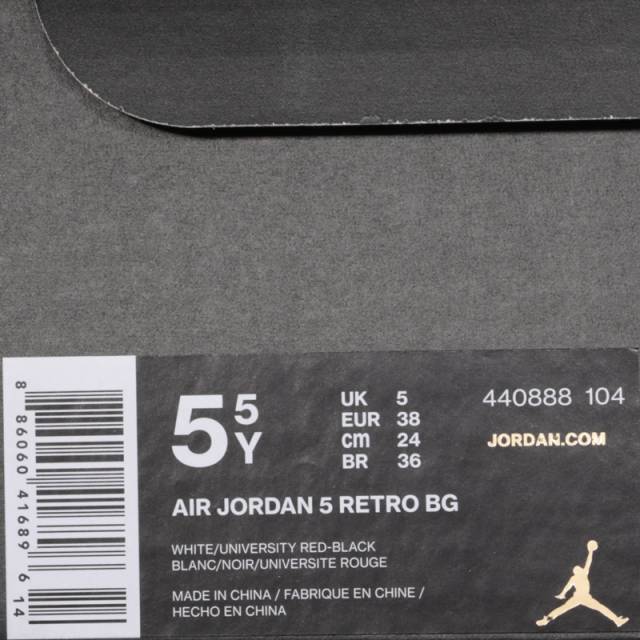 5 5 Y
UK 5
EUR 38
cm 24
BR 36
440888 104
JORDAN.COM
AIR JORDAN 5 RETRO BG
WHITE/UNIVERSITY RED-BLACK
BLANC/NOIR/UNIVERSITE ROUGE
MADE IN CHINA / FABRIQUE EN CHINE /
HECHO EN CHINA
8 86060 41689 6 14